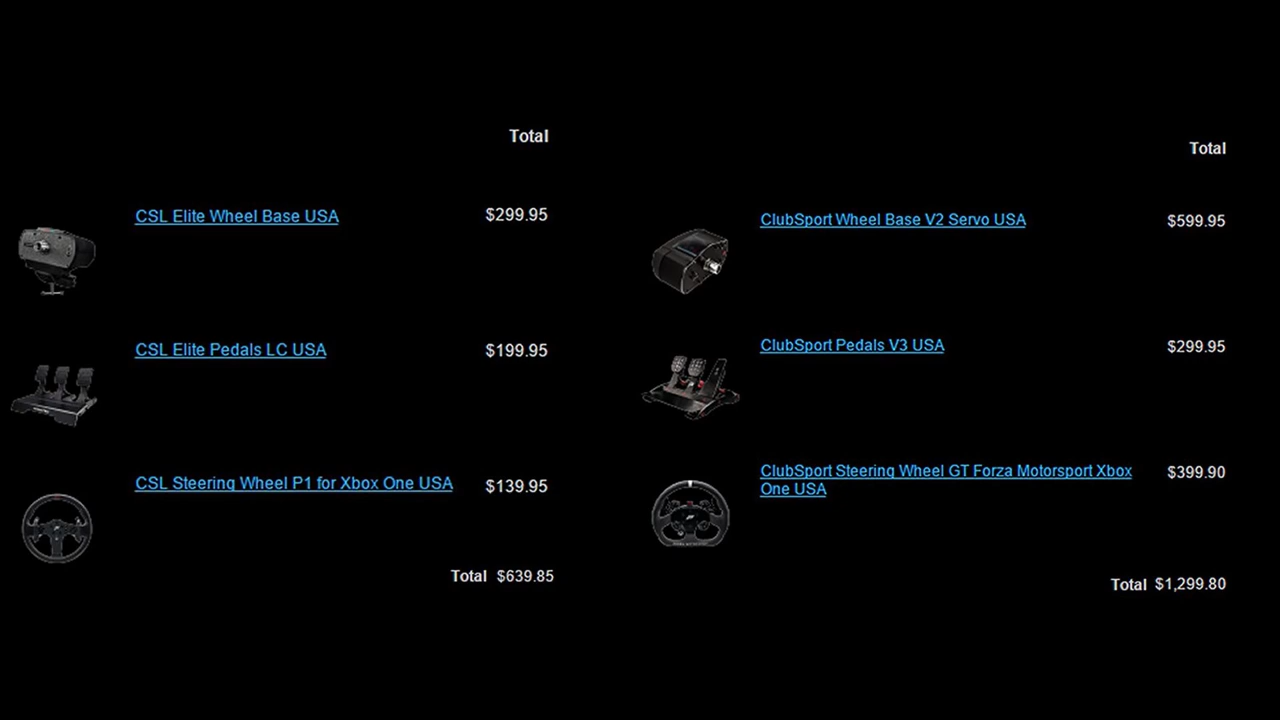 Total
CSL Elite Wheel Base USA $299.95
CSL Elite Pedals LC USA $199.95
CSL Steering Wheel P1 for Xbox One USA $139.95
Total $639.85
Total
ClubSport Wheel Base V2 Servo USA $599.95
ClubSport Pedals V3 USA $299.95
ClubSport Steering Wheel GT Forza Motorsport Xbox $399.90
One USA
Total $1,299.80